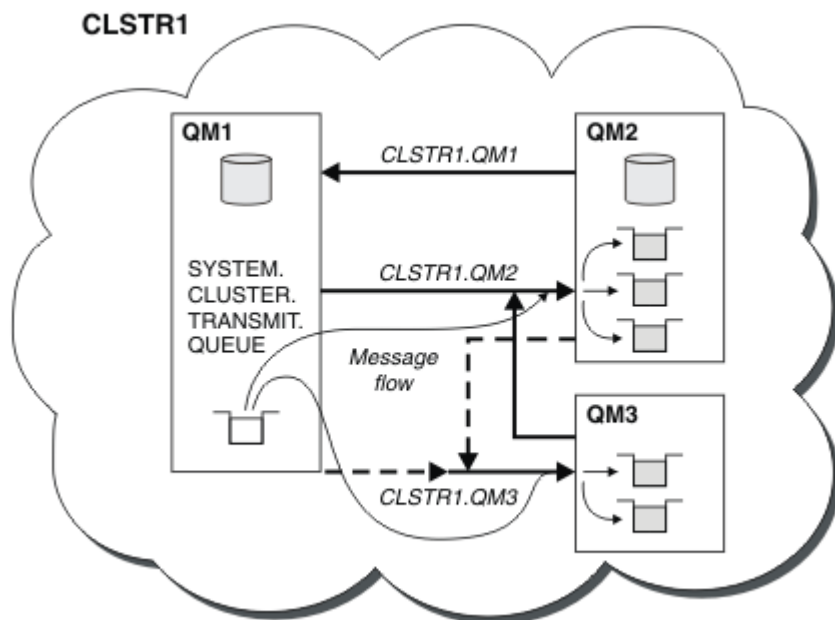 CLSTR1
QM1
CLSTR1.QM1
QM2
SYSTEM.
CLUSTER.
TRANSMIT.
QUEUE
CLSTR1.QM2
Message
flow
QM3
CLSTR1.QM3